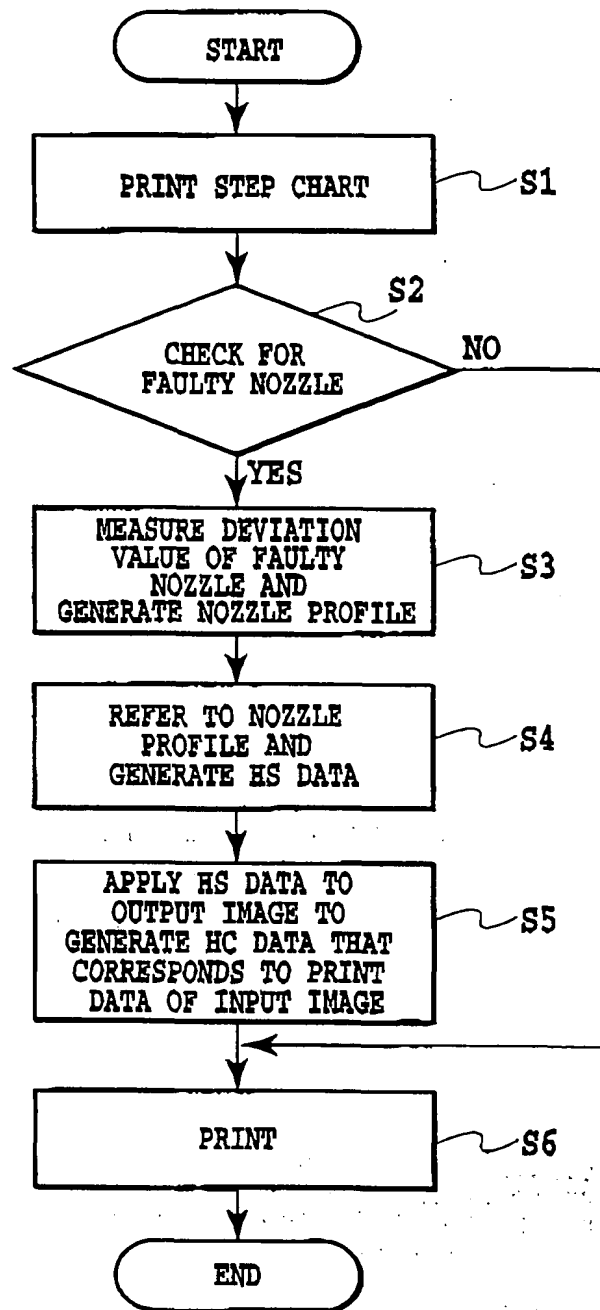 START
PRINT STEP CHART
S1
S2
CHECK FOR
FAULTY NOZZLE
NO
YES
MEASURE DEVIATION
VALUE OF FAULTY
NOZZLE AND
GENERATE NOZZLE PROFILE
S3
REFER TO NOZZLE
PROFILE AND
GENERATE HS DATA
S4
APPLY HS DATA TO
OUTPUT IMAGE TO
GENERATE HC DATA THAT
CORRESPONDS TO PRINT
DATA OF INPUT IMAGE
S5
PRINT
S6
END